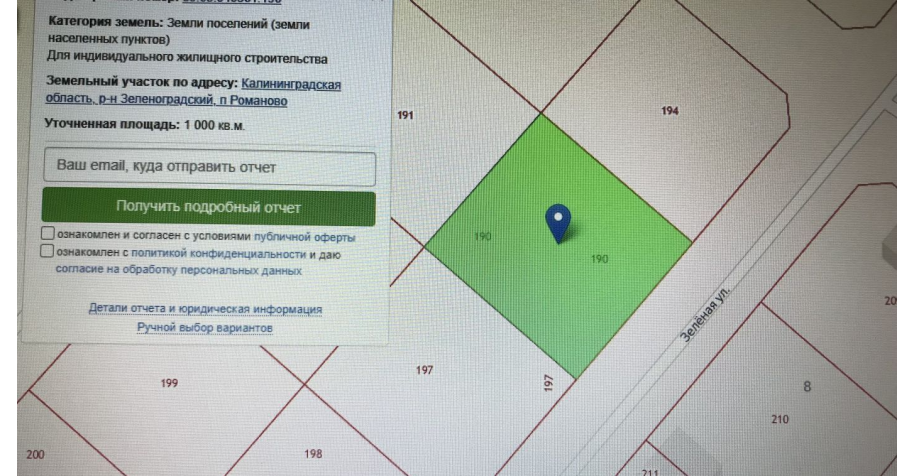 Категория земель: Земли поселений (земли
населенных пунктов)
Для индивидуального жилищного строительства
Земельный участок по адресу: Калининградская
область, р-н Зеленоградский, п Романово
Уточненная площадь: 1 000 кв.м.
Ваш email, куда отправить отчет
Получить подробный отчет
ознакомлен и согласен с условиями публичной оферты
ознакомлен с политикой конфиденциальности и даю
согласие на обработку персональных данных
Детали отчета и юридическая информация
Ручной выбор вариантов
191
194
190
190
Зелёная ул.
197
197
199
8
210
200
198
211